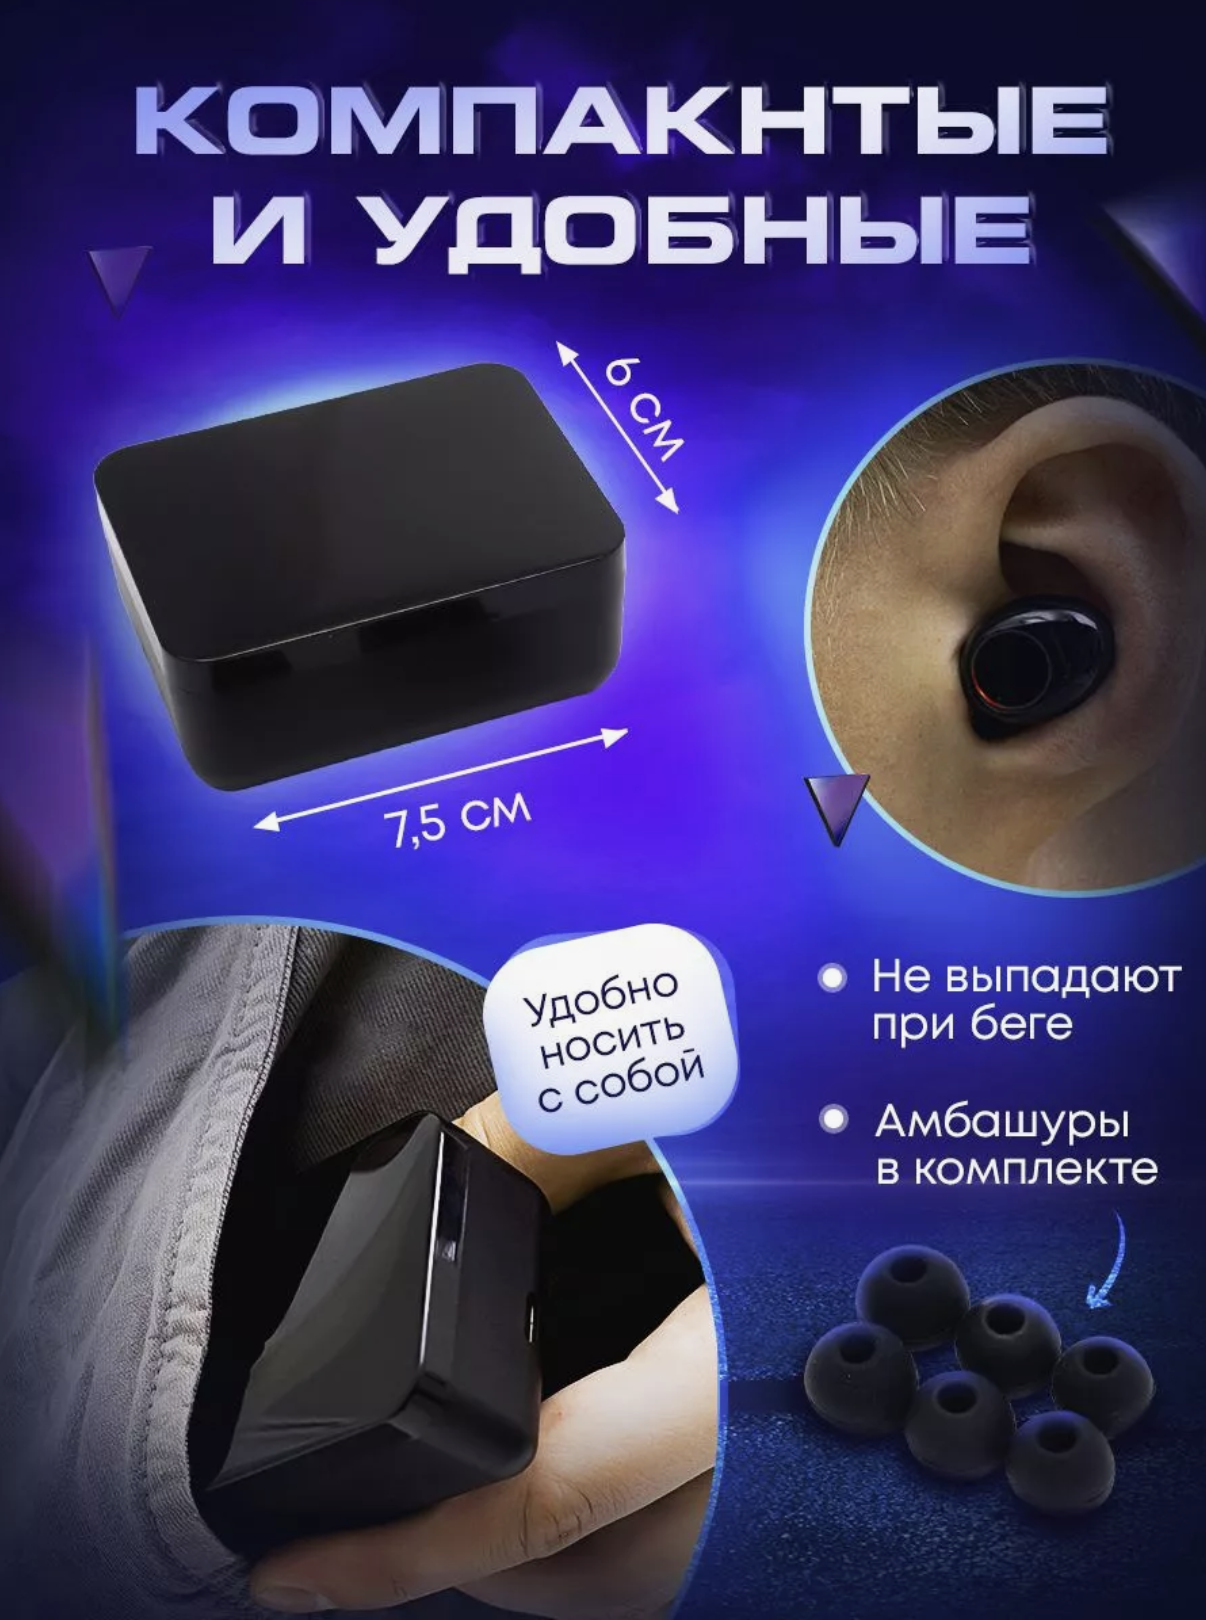 КОМПАКНТЫЕ
И УДОБНЫЕ
6 см
7,5 см
Удобно
носить
с собой
Не выпадают
при беге
Амбашуры
в комплекте